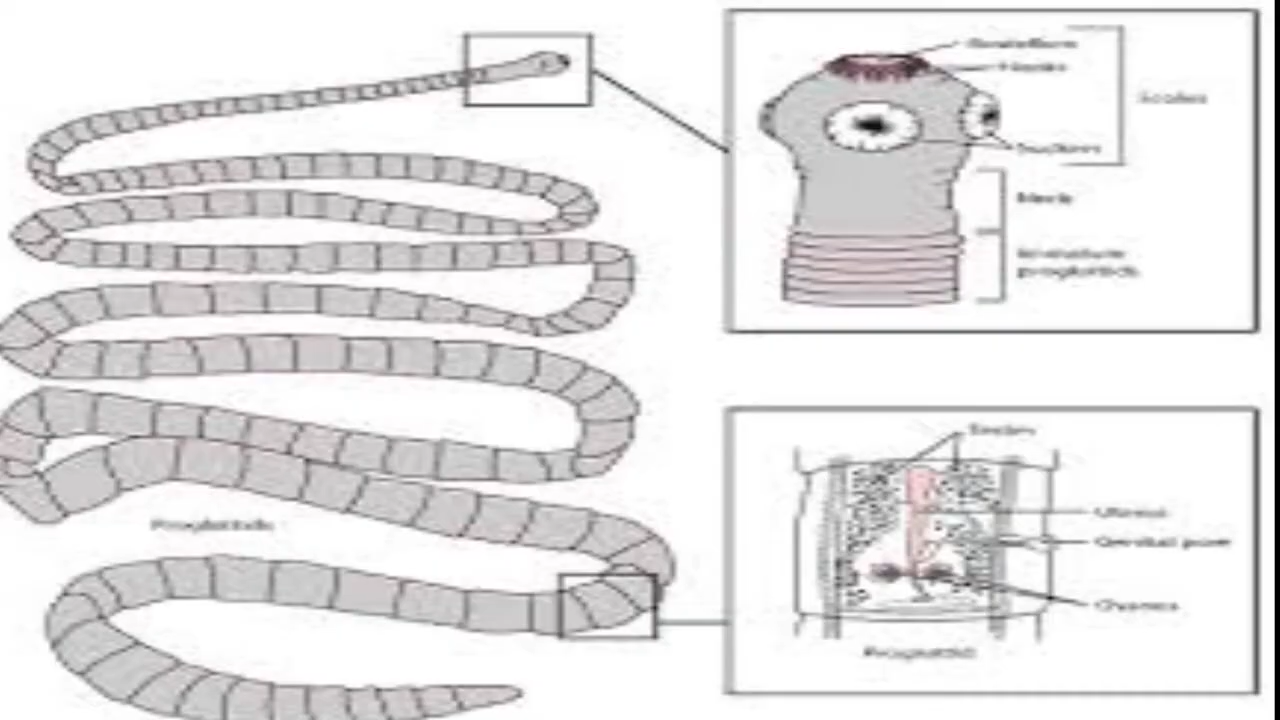 Rostellum
Hooks
Scolex
Suckers
Neck
Immature
proglottids
Proglottids
Testes
Uterus
Genital pore
Ovaries
Proglottid